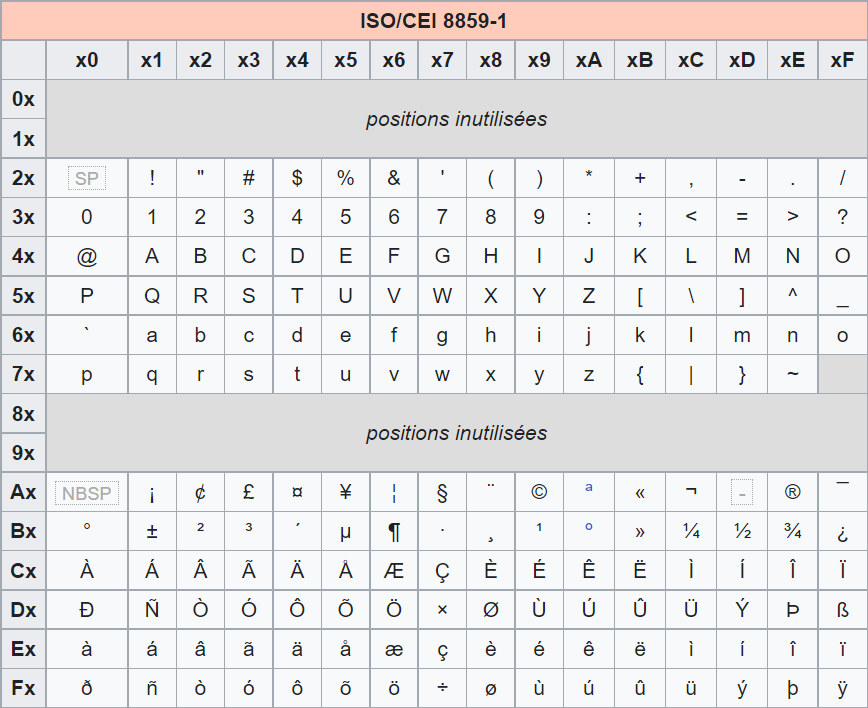 ISO/CEI 8859-1
x0 x1 x2 x3 x4 x5 x6 x7 x8 x9 xA xB xC xD xE xF
0x
positions inutilisées
1x
2x SP ! " # $ % & ' ( ) * + , - . /
3x 0 1 2 3 4 5 6 7 8 9 : ; < = > ?
4x @ A B C D E F G H I J K L M N O
5x P Q R S T U V W X Y Z [ \ ] ^ _
6x ` a b c d e f g h i j k l m n o
7x p q r s t u v w x y z { | } ~
8x
positions inutilisées
9x
Ax NBSP ¡ ¢ £ ¤ ¥ ¦ § ¨ © ª « ¬ - ® ¯
Bx ° ± ² ³ ´ µ ¶ · ¸ ¹ º » ¼ ½ ¾ ¿
Cx À Á Â Ã Ä Å Æ Ç È É Ê Ë Ì Í Î Ï
Dx Ð Ñ Ò Ó Ô Õ Ö × Ø Ù Ú Û Ü Ý Þ ß
Ex à á â ã ä å æ ç è é ê ë ì í î ï
Fx ð ñ ò ó ô õ ö ÷ ø ù ú û ü ý þ ÿ